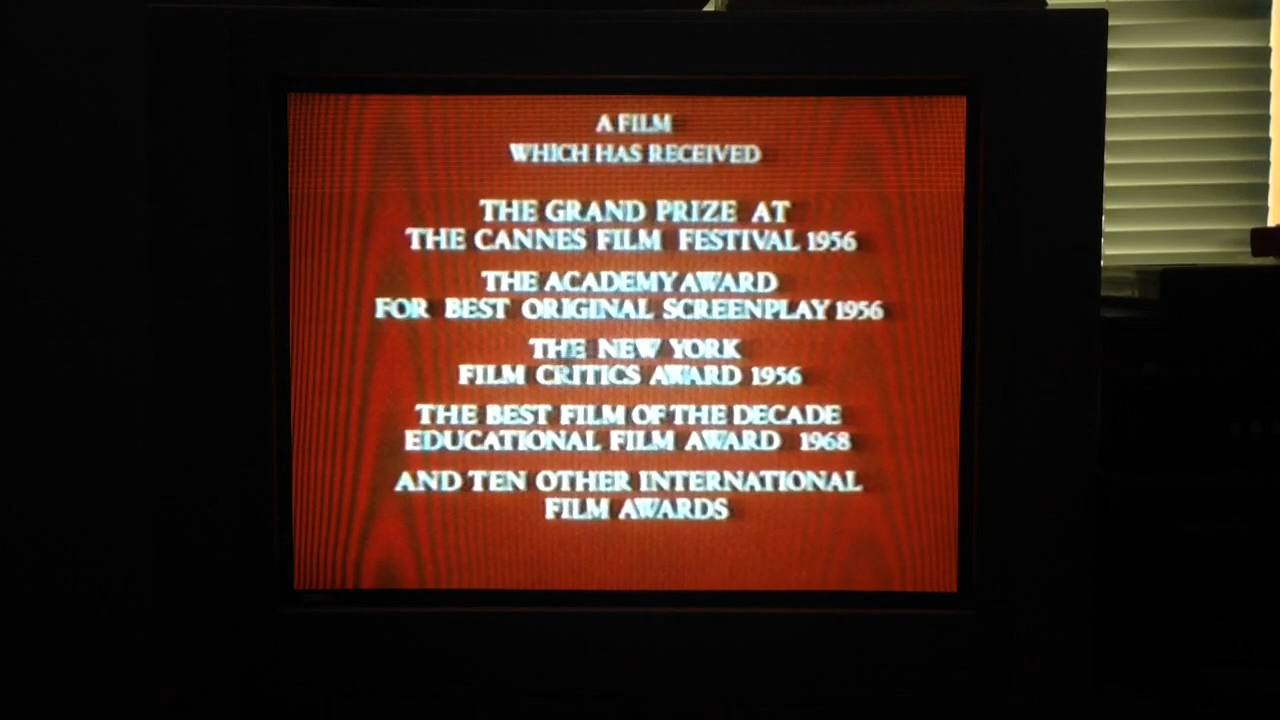 A FILM
WHICH HAS RECEIVED
THE GRAND PRIZE AT
THE CANNES FILM FESTIVAL 1956
THE ACADEMY AWARD
FOR BEST ORIGINAL SCREENPLAY 1956
THE NEW YORK
FILM CRITICS AWARD 1956
THE BEST FILM OF THE DECADE
EDUCATIONAL FILM AWARD 1968
AND TEN OTHER INTERNATIONAL
FILM AWARDS